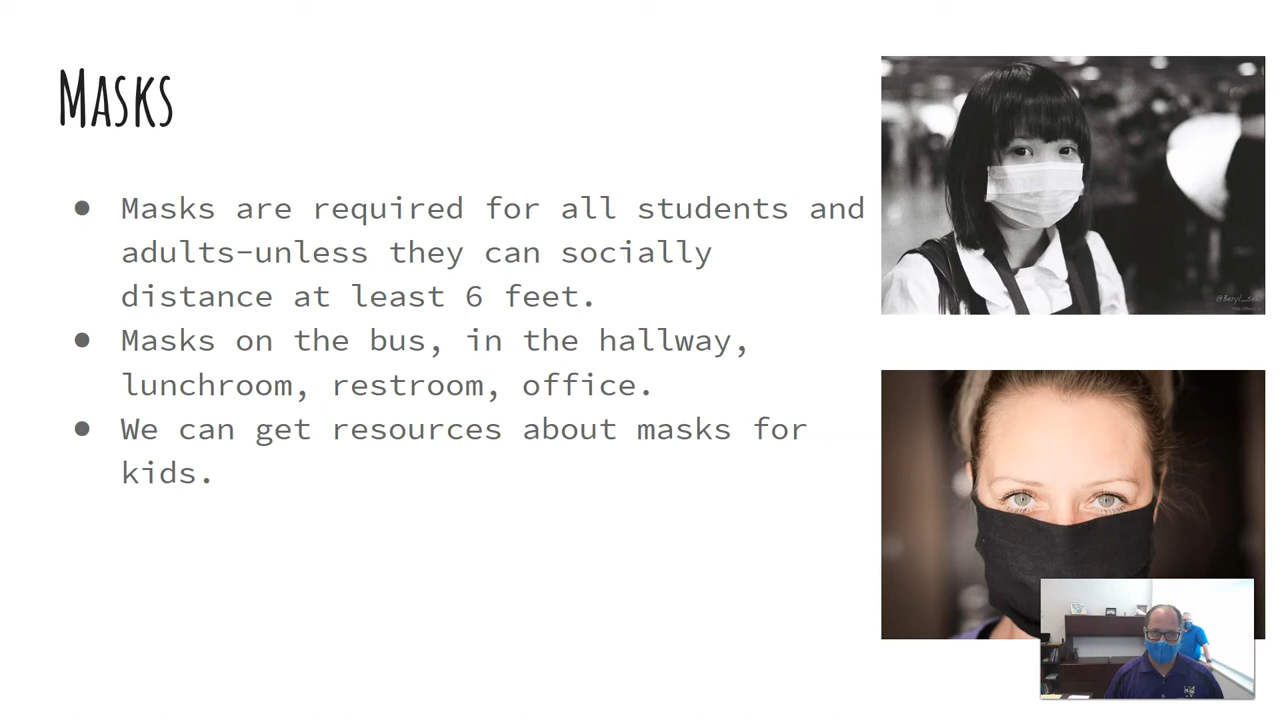 Masks
● Masks are required for all students and
adults-unless they can socially
distance at least 6 feet.
● Masks on the bus, in the hallway,
lunchroom, restroom, office.
● We can get resources about masks for
kids.